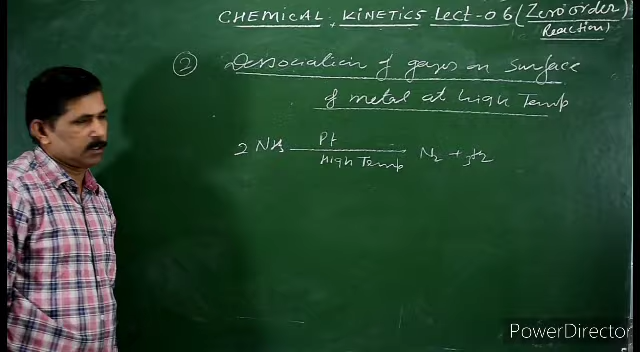 CHEMICAL KINETICS Lect-06 (Zero order Reaction)
② Dessociation of gases on surface
of metal at high Temp
2 NH3 Pt High Temp N2 + 3H2
PowerDirector